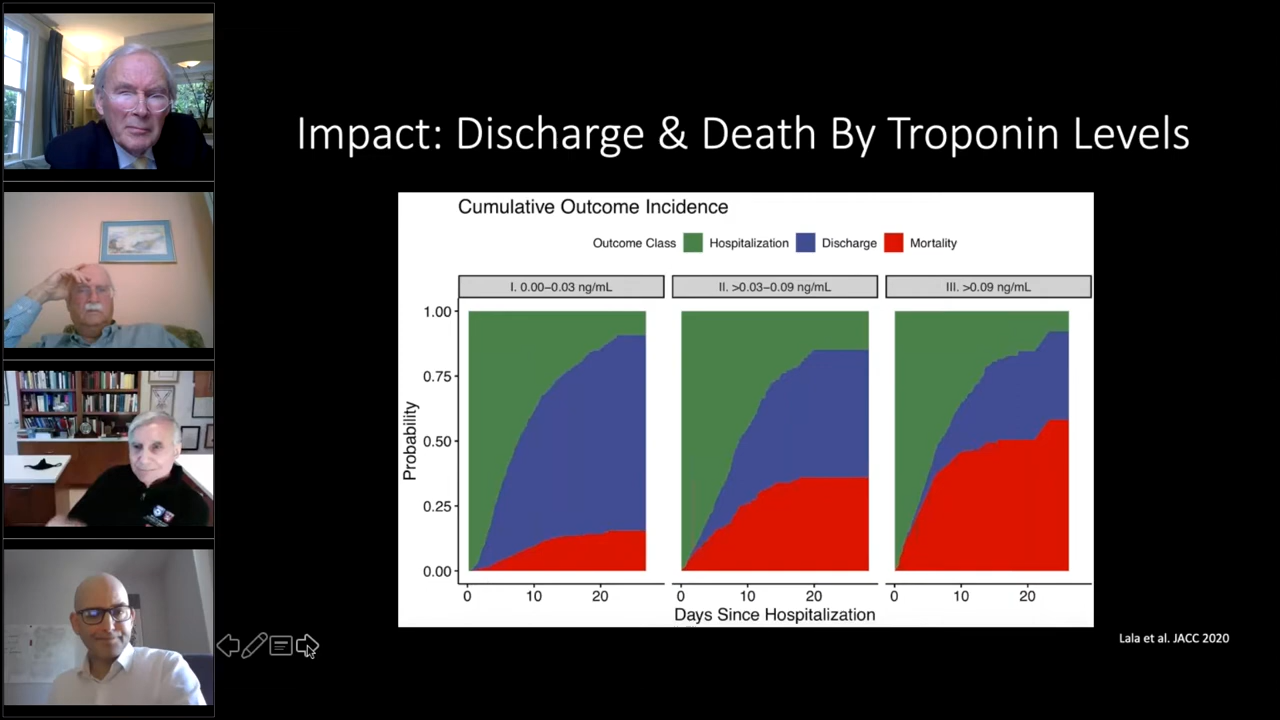 Impact: Discharge & Death By Troponin Levels
Cumulative Outcome Incidence
Outcome Class Hospitalization Discharge Mortality
I. 0.00–0.03 ng/mL
II. >0.03–0.09 ng/mL
III. >0.09 ng/mL
Probability
1.00
0.75
0.50
0.25
0.00
0 10 20
0 10 20
0 10 20
Days Since Hospitalization
Lala et al. JACC 2020